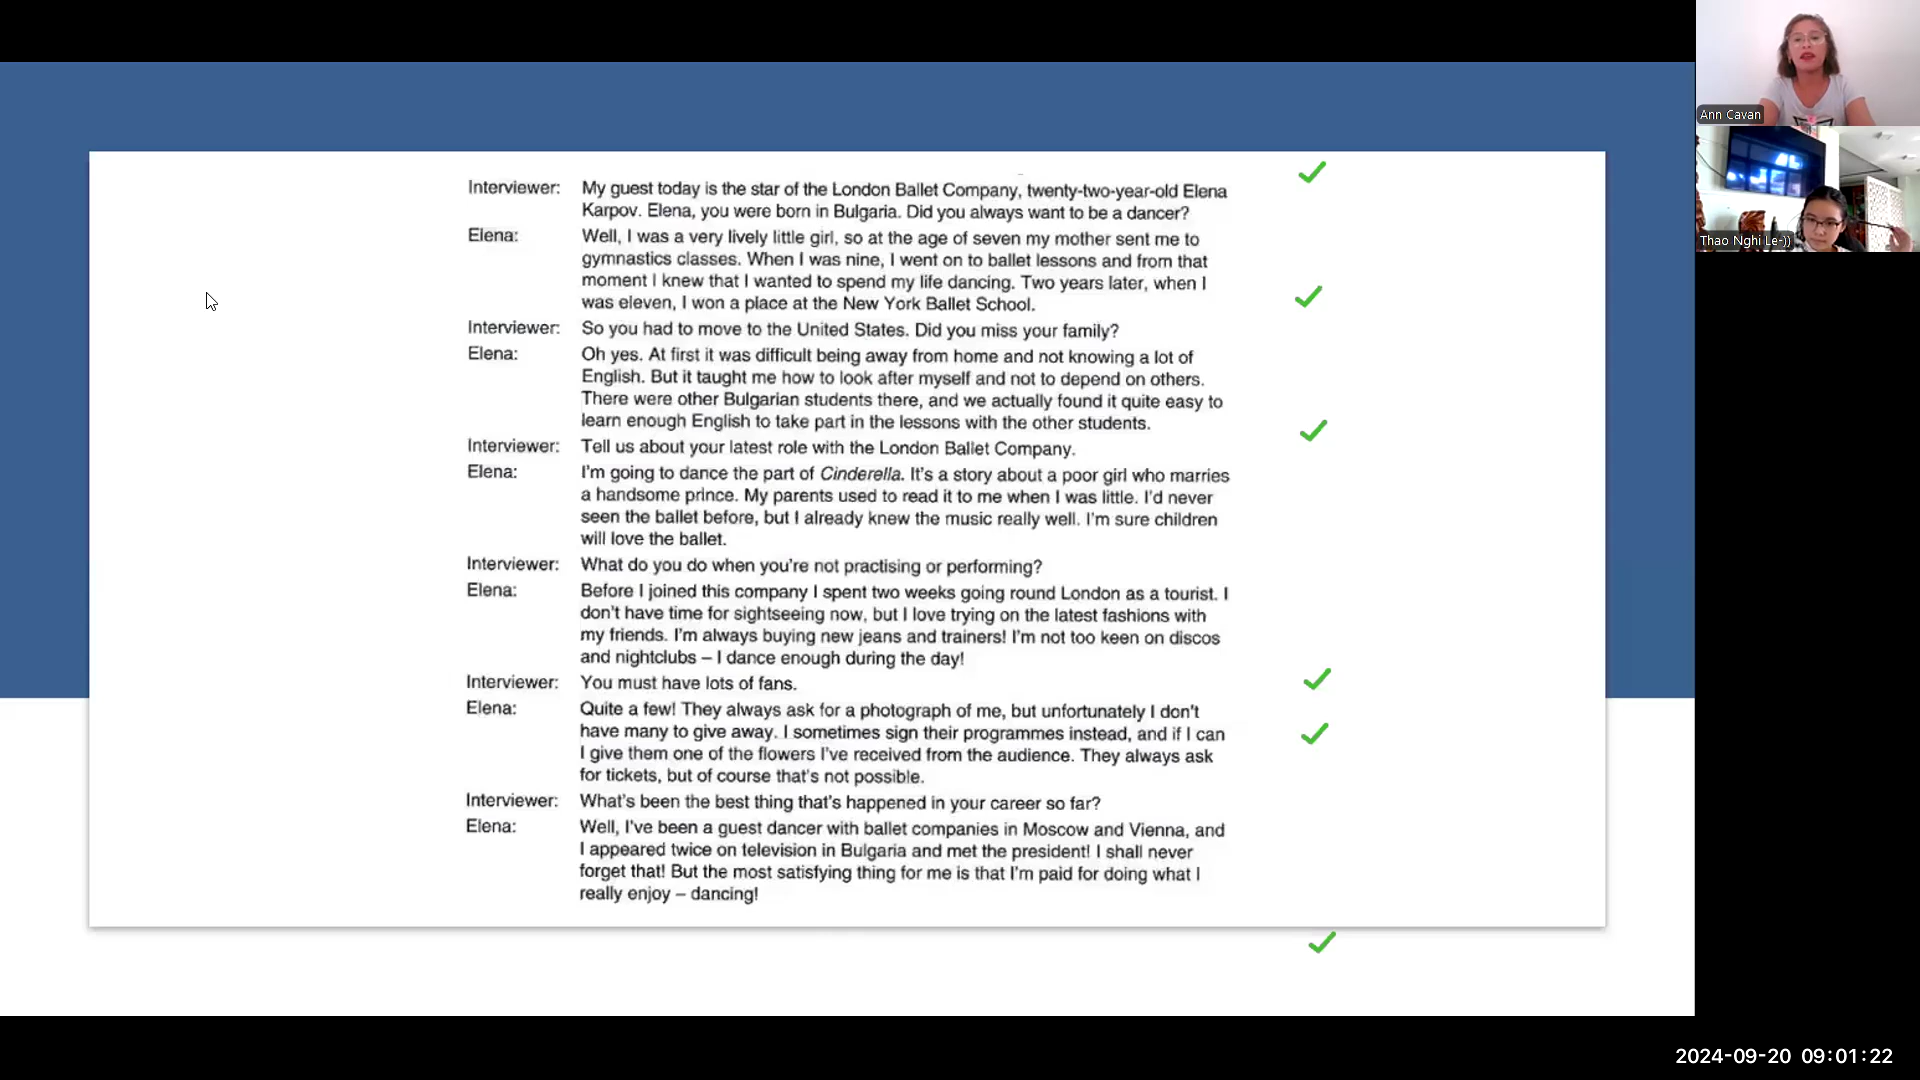 Ann Cavan
Thao Nghi Le-))
Interviewer: My guest today is the star of the London Ballet Company, twenty-two-year-old Elena
Karpov. Elena, you were born in Bulgaria. Did you always want to be a dancer?
Elena: Well, I was a very lively little girl, so at the age of seven my mother sent me to
gymnastics classes. When I was nine, I went on to ballet lessons and from that
moment I knew that I wanted to spend my life dancing. Two years later, when I
was eleven, I won a place at the New York Ballet School.
Interviewer: So you had to move to the United States. Did you miss your family?
Elena: Oh yes. At first it was difficult being away from home and not knowing a lot of
English. But it taught me how to look after myself and not to depend on others.
There were other Bulgarian students there, and we actually found it quite easy to
learn enough English to take part in the lessons with the other students.
Interviewer: Tell us about your latest role with the London Ballet Company.
Elena: I'm going to dance the part of Cinderella. It's a story about a poor girl who marries
a handsome prince. My parents used to read it to me when I was little. I'd never
seen the ballet before, but I already knew the music really well. I'm sure children
will love the ballet.
Interviewer: What do you do when you're not practising or performing?
Elena: Before I joined this company I spent two weeks going round London as a tourist. I
don't have time for sightseeing now, but I love trying on the latest fashions with
my friends. I'm always buying new jeans and trainers! I'm not too keen on discos
and nightclubs – I dance enough during the day!
Interviewer: You must have lots of fans.
Elena: Quite a few! They always ask for a photograph of me, but unfortunately I don't
have many to give away. I sometimes sign their programmes instead, and if I can
I give them one of the flowers I've received from the audience. They always ask
for tickets, but of course that's not possible.
Interviewer: What's been the best thing that's happened in your career so far?
Elena: Well, I've been a guest dancer with ballet companies in Moscow and Vienna, and
I appeared twice on television in Bulgaria and met the president! I shall never
forget that! But the most satisfying thing for me is that I'm paid for doing what I
really enjoy – dancing!
2024-09-20 09:01:22